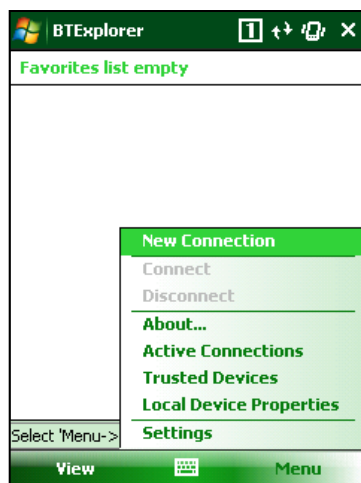 BTExplorer
1
Favorites list empty
New Connection
Connect
Disconnect
About...
Active Connections
Trusted Devices
Local Device Properties
Settings
Select 'Menu->
View
Menu